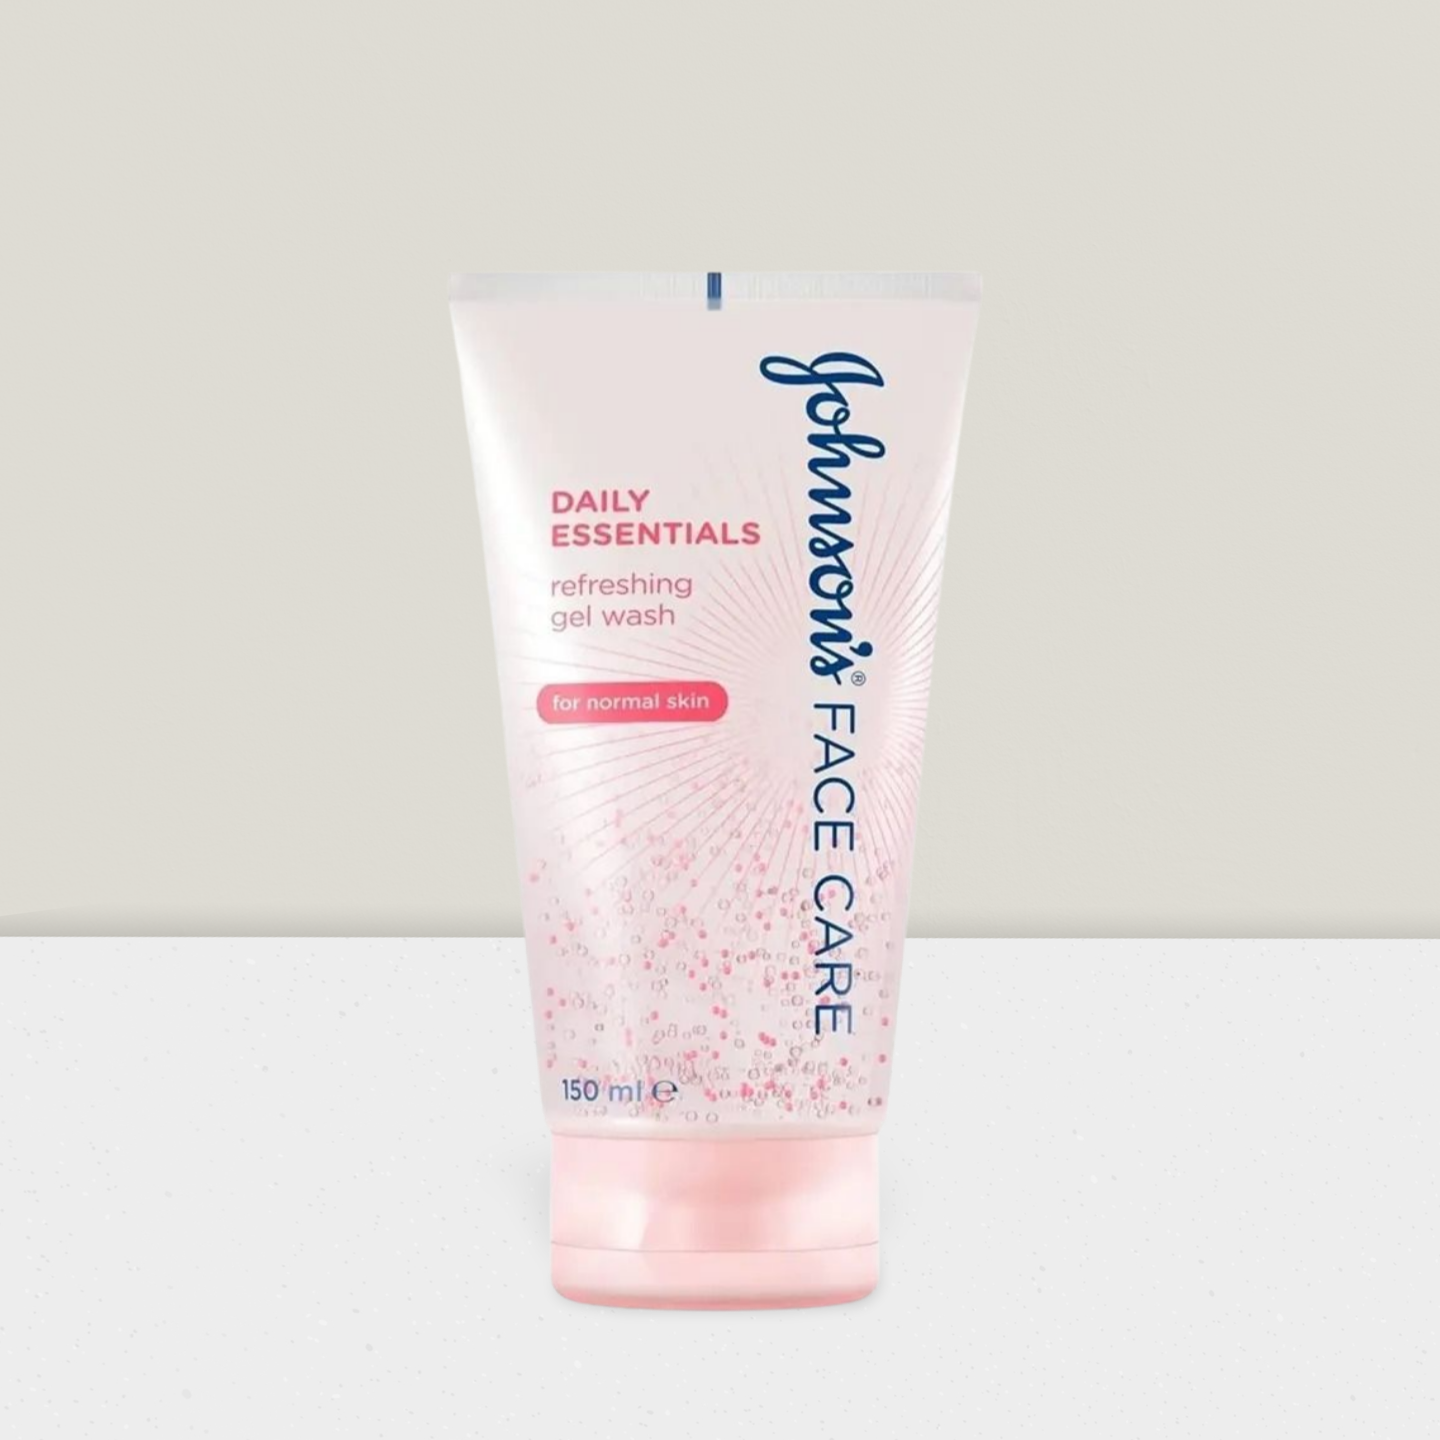 DAILY
ESSENTIALS
refreshing
gel wash
for normal skin
Johnson's® FACE CARE
150 ml ℮